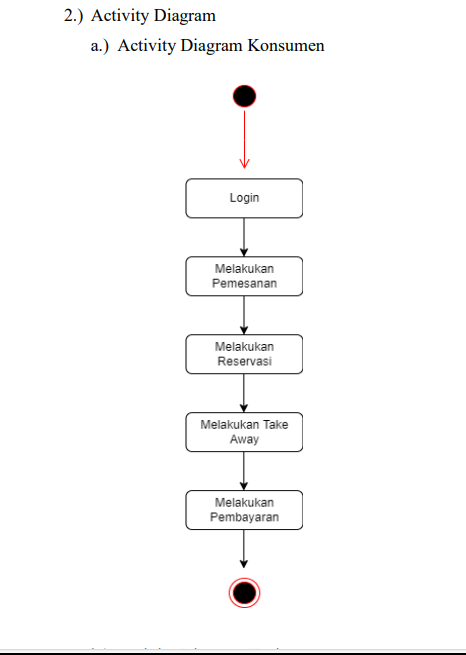 2.) Activity Diagram
a.) Activity Diagram Konsumen
Login
Melakukan
Pemesanan
Melakukan
Reservasi
Melakukan Take
Away
Melakukan
Pembayaran